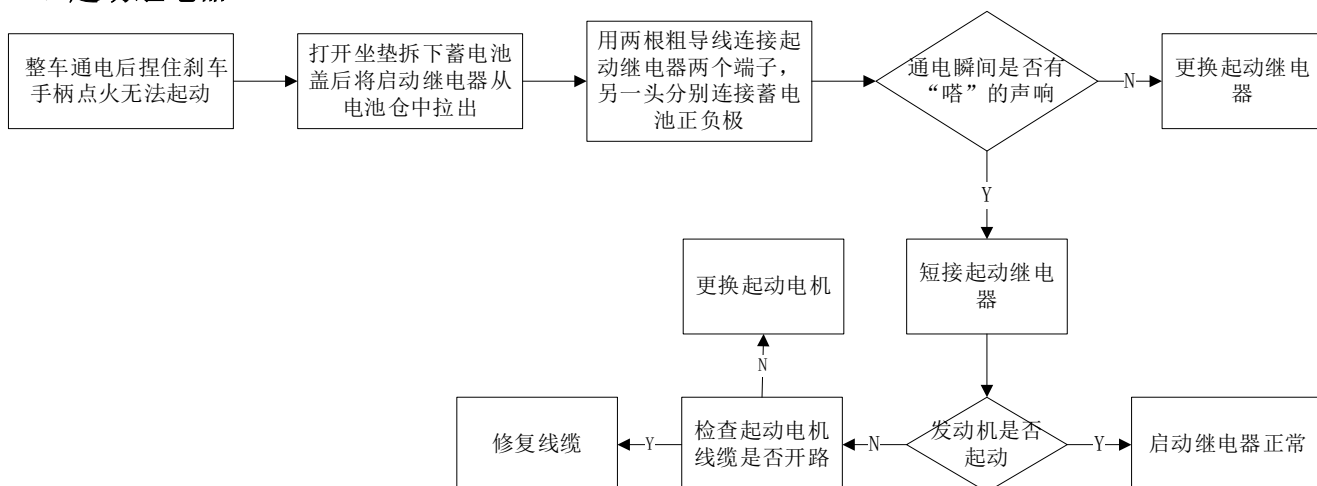 整车通电后捏住刹车
手柄点火无法起动
打开坐垫拆下蓄电池
盖后将启动继电器从
电池仓中拉出
用两根粗导线连接起
动继电器两个端子，
另一头分别连接蓄电
池正负极
通电瞬间是否有
“嗒”的声响
N
更换起动继电
器
Y
更换起动电机
短接起动继电
器
N
修复线缆
Y
检查起动电机
线缆是否开路
N
发动机是否
起动
Y
启动继电器正常